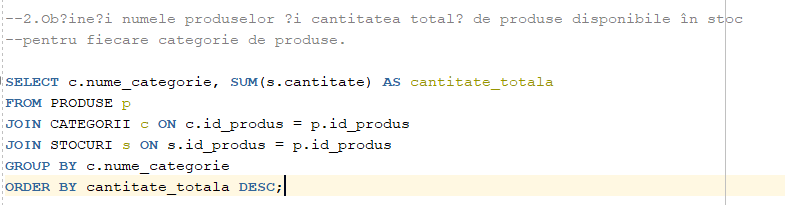 --2.Ob?ine?i numele produselor ?i cantitatea total? de produse disponibile în stoc
--pentru fiecare categorie de produse.
SELECT c.nume_categorie, SUM(s.cantitate) AS cantitate_totala
FROM PRODUSE p
JOIN CATEGORII c ON c.id_produs = p.id_produs
JOIN STOCURI s ON s.id_produs = p.id_produs
GROUP BY c.nume_categorie
ORDER BY cantitate_totala DESC;